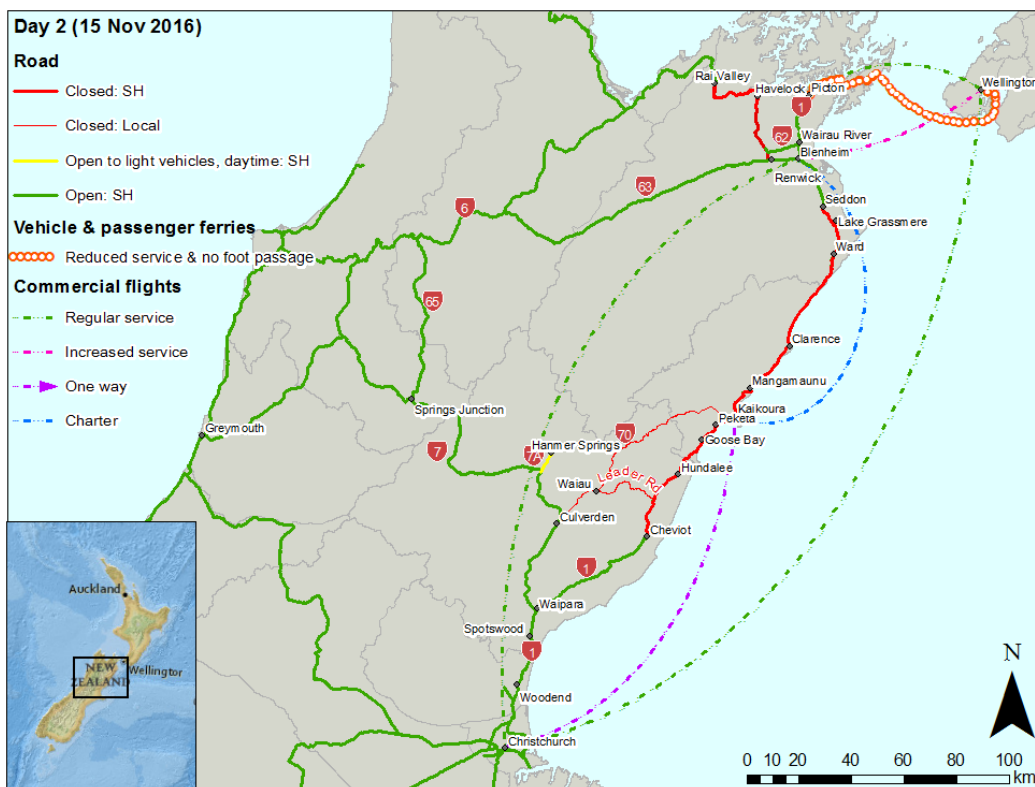 Day 2 (15 Nov 2016)
Road
Closed: SH
Closed: Local
Open to light vehicles, daytime: SH
Open: SH
Vehicle & passenger ferries
Reduced service & no foot passage
Commercial flights
Regular service
Increased service
One way
Charter
Rai Valley
Havelock
Picton
Wellington
1
62
Wairau River
Blenheim
Renwick
63
Seddon
6
Lake Grassmere
Ward
65
Clarence
Mangamaunu
Springs Junction
Kaikoura
Peketa
Greymouth
70
Goose Bay
7
7A
Hanmer Springs
Hundalee
Leader Rd
Waiau
Culverden
Cheviot
1
Waipara
Spotswood
1
Woodend
Christchurch
Auckland
Wellington
NEW
ZEALAND
N
0 10 20 40 60 80 100
km